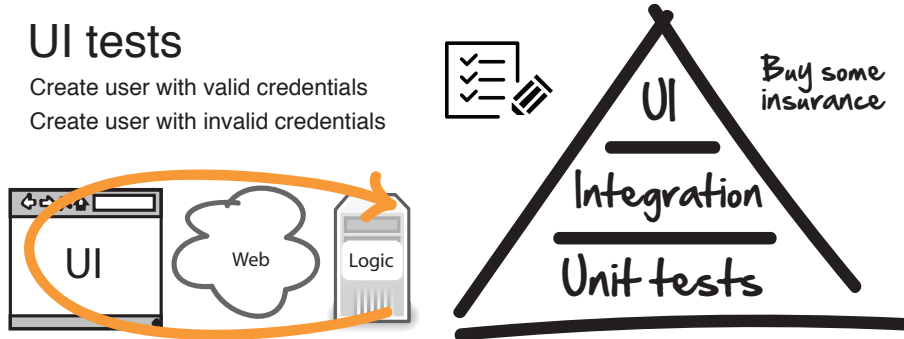 UI tests
Create user with valid credentials
Create user with invalid credentials
UI
Web
Logic
UI
Integration
Unit tests
Buy some
insurance